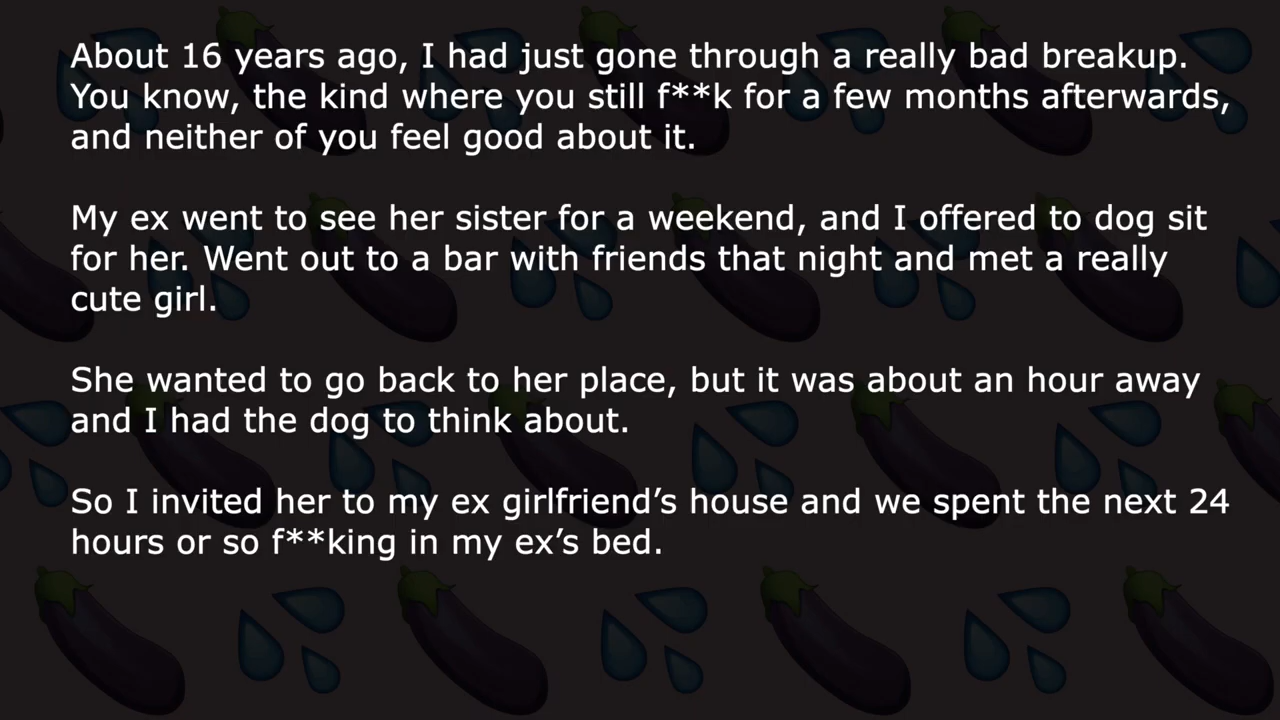 About 16 years ago, I had just gone through a really bad breakup.
You know, the kind where you still f**k for a few months afterwards,
and neither of you feel good about it.
My ex went to see her sister for a weekend, and I offered to dog sit
for her. Went out to a bar with friends that night and met a really
cute girl.
She wanted to go back to her place, but it was about an hour away
and I had the dog to think about.
So I invited her to my ex girlfriend’s house and we spent the next 24
hours or so f**king in my ex’s bed.